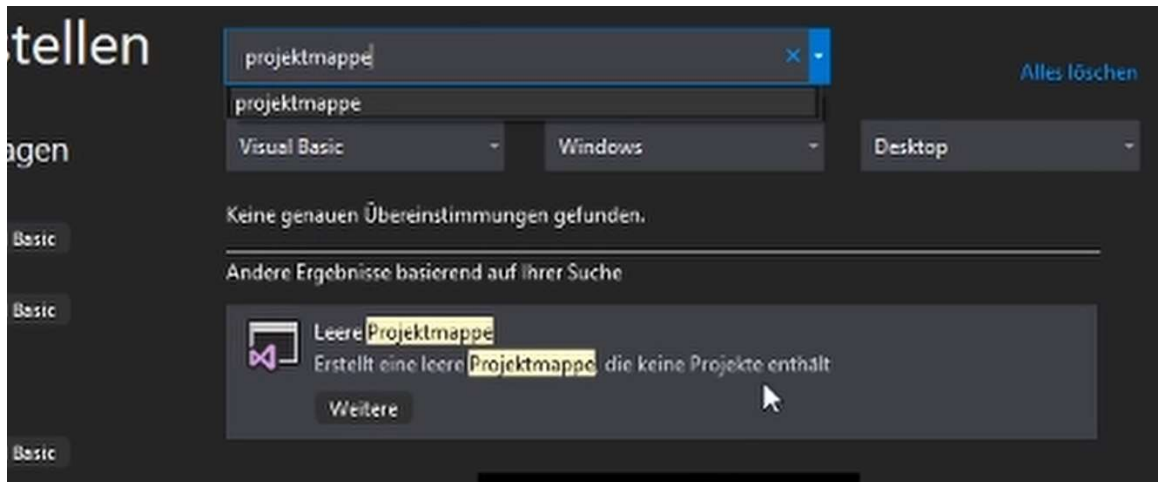 stellen
projektmappe
Alles löschen
projektmappe
agen
Visual Basic
Windows
Desktop
Keine genauen Übereinstimmungen gefunden.
Basic
Andere Ergebnisse basierend auf Ihrer Suche
Basic
Leere Projektmappe
Erstellt eine leere Projektmappe, die keine Projekte enthält
Weitere
Basic